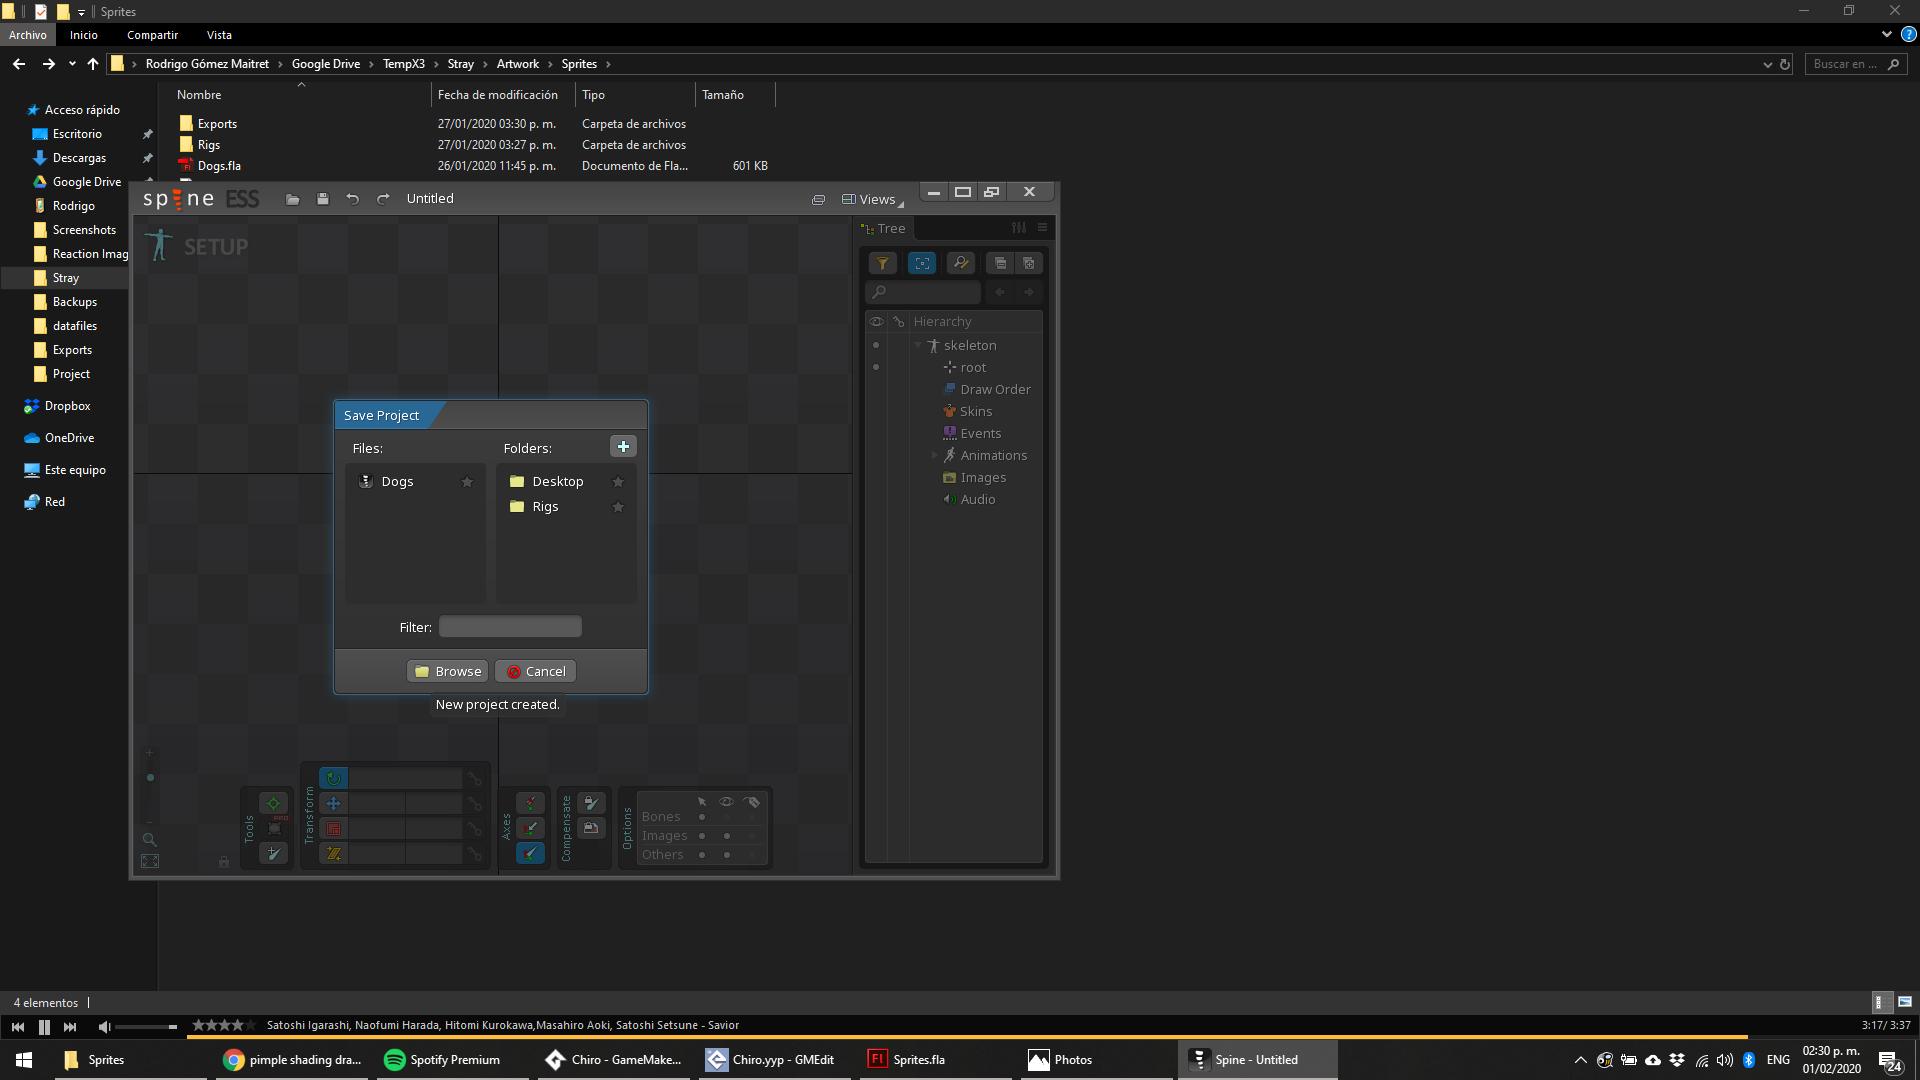 Sprites
Archivo Inicio Compartir Vista
Rodrigo Gómez Maitret > Google Drive > TempX3 > Stray > Artwork > Sprites > Buscar en ...
Nombre Fecha de modificación Tipo Tamaño
Exports 27/01/2020 03:30 p. m. Carpeta de archivos
Rigs 27/01/2020 03:27 p. m. Carpeta de archivos
Dogs.fla 26/01/2020 11:45 p. m. Documento de Fla... 601 KB
Acceso rápido
Escritorio
Descargas
Google Drive
Rodrigo
Screenshots
Reaction Imag
Stray
Backups
datafiles
Exports
Project
Dropbox
OneDrive
Este equipo
Red
spine ESS Untitled Views
SETUP
Tree
Hierarchy
skeleton
root
Draw Order
Skins
Events
Animations
Images
Audio
Save Project
Files: Folders:
Dogs
Desktop
Rigs
Filter:
Browse Cancel
New project created.
Tools
PRO
Transform
Axes
Compensate
Options
Bones
Images
Others
4 elementos
Satoshi Igarashi, Naofumi Harada, Hitomi Kurokawa,Masahiro Aoki, Satoshi Setsune - Savior 3:17/ 3:37
Sprites pimple shading dra... Spotify Premium Chiro - GameMake... Chiro.yyp - GMEdit Sprites.fla Photos Spine - Untitled ENG 02:30 p. m.
01/02/2020 24